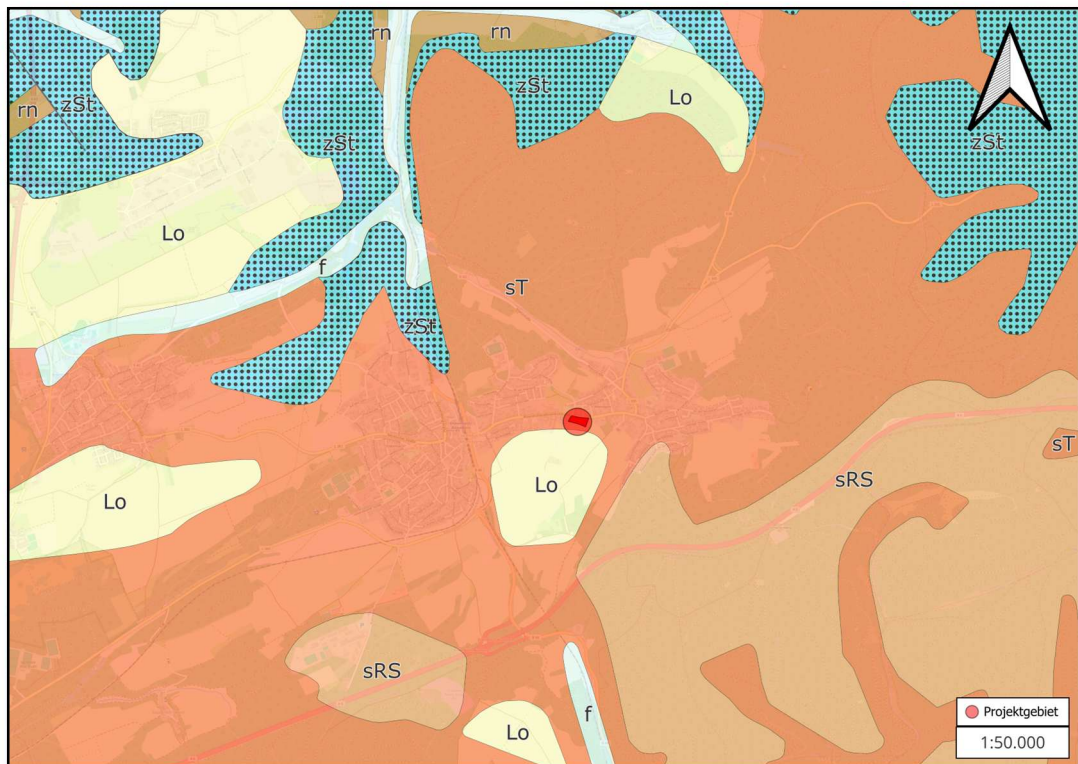 rn
rn
zSt
Lo
rn
zSt
zSt
zSt
Lo
f
sT
zSt
sT
sRS
Lo
Lo
sRS
f
Lo
Projektgebiet
1:50.000